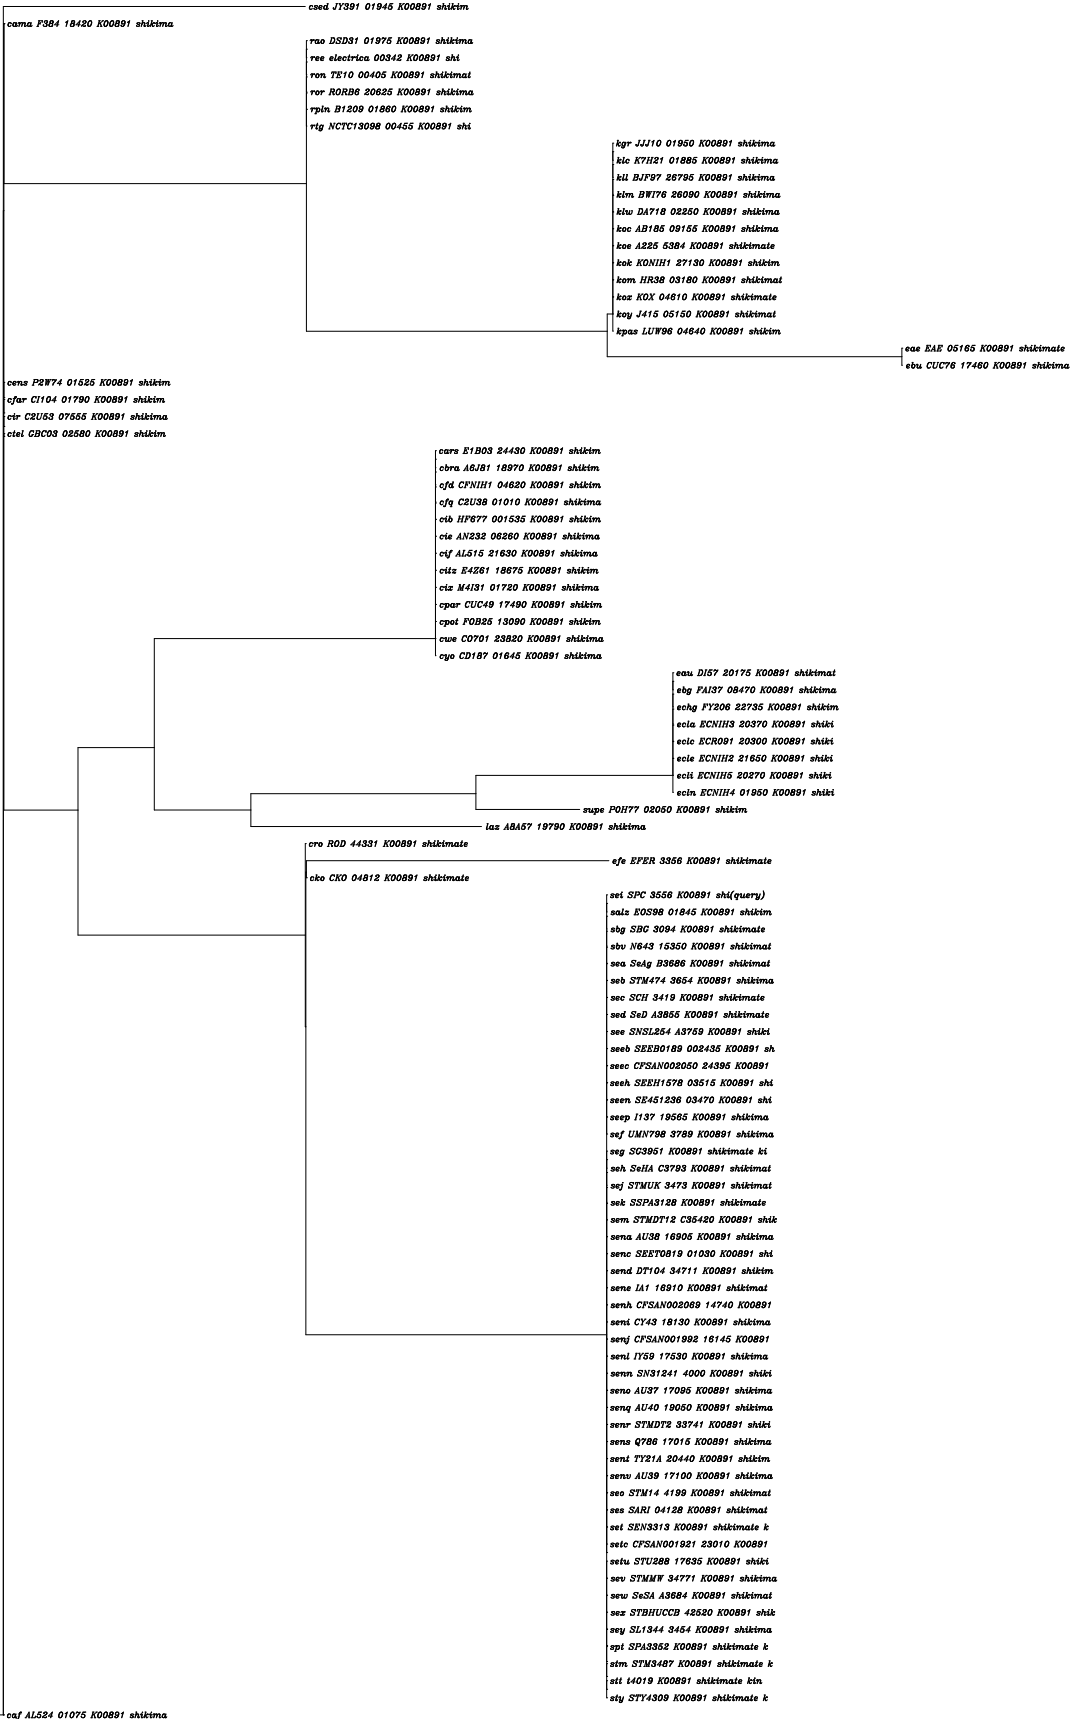 csed JY391 01945 K00891 shikim
cama F384 18420 K00891 shikima
rao DSD31 01975 K00891 shikima
ree electrica 00342 K00891 shi
ron TE10 00405 K00891 shikimat
ror RORB6 20625 K00891 shikima
rpln B1209 01860 K00891 shikim
rtg NCTC13098 00455 K00891 shi
kgr JJJ10 01950 K00891 shikima
klc K7H21 01885 K00891 shikima
kll BJF97 26795 K00891 shikima
klm BWI76 26090 K00891 shikima
klw DA718 02250 K00891 shikima
koc AB185 09155 K00891 shikima
koe A225 5384 K00891 shikimate
kok KONIH1 27130 K00891 shikim
kom HR38 03180 K00891 shikimat
kox KOX 04610 K00891 shikimate
koy J415 05150 K00891 shikimat
kpas LUW96 04640 K00891 shikim
eae EAE 05165 K00891 shikimate
ebu CUC76 17460 K00891 shikima
cens P2W74 01525 K00891 shikim
cfar CI104 01790 K00891 shikim
cir C2U53 07555 K00891 shikima
ctel GBC03 02580 K00891 shikim
cars E1B03 24430 K00891 shikim
cbra A6J81 18970 K00891 shikim
cfd CFNIH1 04620 K00891 shikim
cfq C2U38 01010 K00891 shikima
cib HF677 001535 K00891 shikim
cie AN232 06260 K00891 shikima
cif AL515 21630 K00891 shikima
citz E4Z61 18675 K00891 shikim
cix M4I31 01720 K00891 shikima
cpar CUC49 17490 K00891 shikim
cpot FOB25 13090 K00891 shikim
cwe CO701 23820 K00891 shikima
cyo CD187 01645 K00891 shikima
eau DI57 20175 K00891 shikimat
ebg FAI37 08470 K00891 shikima
echg FY206 22735 K00891 shikim
ecla ECNIH3 20370 K00891 shiki
eclc ECR091 20300 K00891 shiki
ecle ECNIH2 21650 K00891 shiki
ecli ECNIH5 20270 K00891 shiki
ecln ECNIH4 01950 K00891 shiki
supe POH77 02050 K00891 shikim
lax A8A57 19790 K00891 shikima
cro ROD 44331 K00891 shikimate
efe EFER 3356 K00891 shikimate
cko CKO 04812 K00891 shikimate
sei SPC 3556 K00891 shi(query)
salz EOS98 01845 K00891 shikim
sbg SBG 3094 K00891 shikimate
sbv N643 15350 K00891 shikimat
sea SeAg B3686 K00891 shikimat
seb STM474 3654 K00891 shikima
sec SCH 3419 K00891 shikimate
sed SeD A3855 K00891 shikimate
see SNSL254 A3759 K00891 shiki
seeb SEEB0189 002435 K00891 sh
seec CFSAN002050 24395 K00891
seeh SEEH1578 03515 K00891 shi
seen SE451236 03470 K00891 shi
seep I137 19565 K00891 shikima
sef UMN798 3789 K00891 shikima
seg SG3951 K00891 shikimate ki
seh SeHA C3793 K00891 shikimat
sej STMUK 3473 K00891 shikimat
sek SSPA3128 K00891 shikimate
sem STMDT12 C35420 K00891 shik
sena AU38 16905 K00891 shikima
senc SEET0819 01030 K00891 shi
send DT104 34711 K00891 shikim
sene IA1 16910 K00891 shikimat
senh CFSAN002069 14740 K00891
seni CY43 18130 K00891 shikima
senj CFSAN001992 16145 K00891
senl IY59 17530 K00891 shikima
senn SN31241 4000 K00891 shiki
seno AU37 17095 K00891 shikima
senq AU40 19050 K00891 shikima
senr STMDT2 33741 K00891 shiki
sens Q786 17015 K00891 shikima
sent TY21A 20440 K00891 shikim
senv AU39 17100 K00891 shikima
seo STM14 4199 K00891 shikimat
ses SARI 04128 K00891 shikimat
set SEN3313 K00891 shikimate k
setc CFSAN001921 23010 K00891
setu STU288 17635 K00891 shiki
sev STMMW 34771 K00891 shikima
sew SeSA A3684 K00891 shikimat
sex STBHUCCB 42520 K00891 shik
sey SL1344 3454 K00891 shikima
spt SPA3352 K00891 shikimate k
stm STM3487 K00891 shikimate k
stt t4019 K00891 shikimate kin
sty STY4309 K00891 shikimate k
caf AL524 01075 K00891 shikima